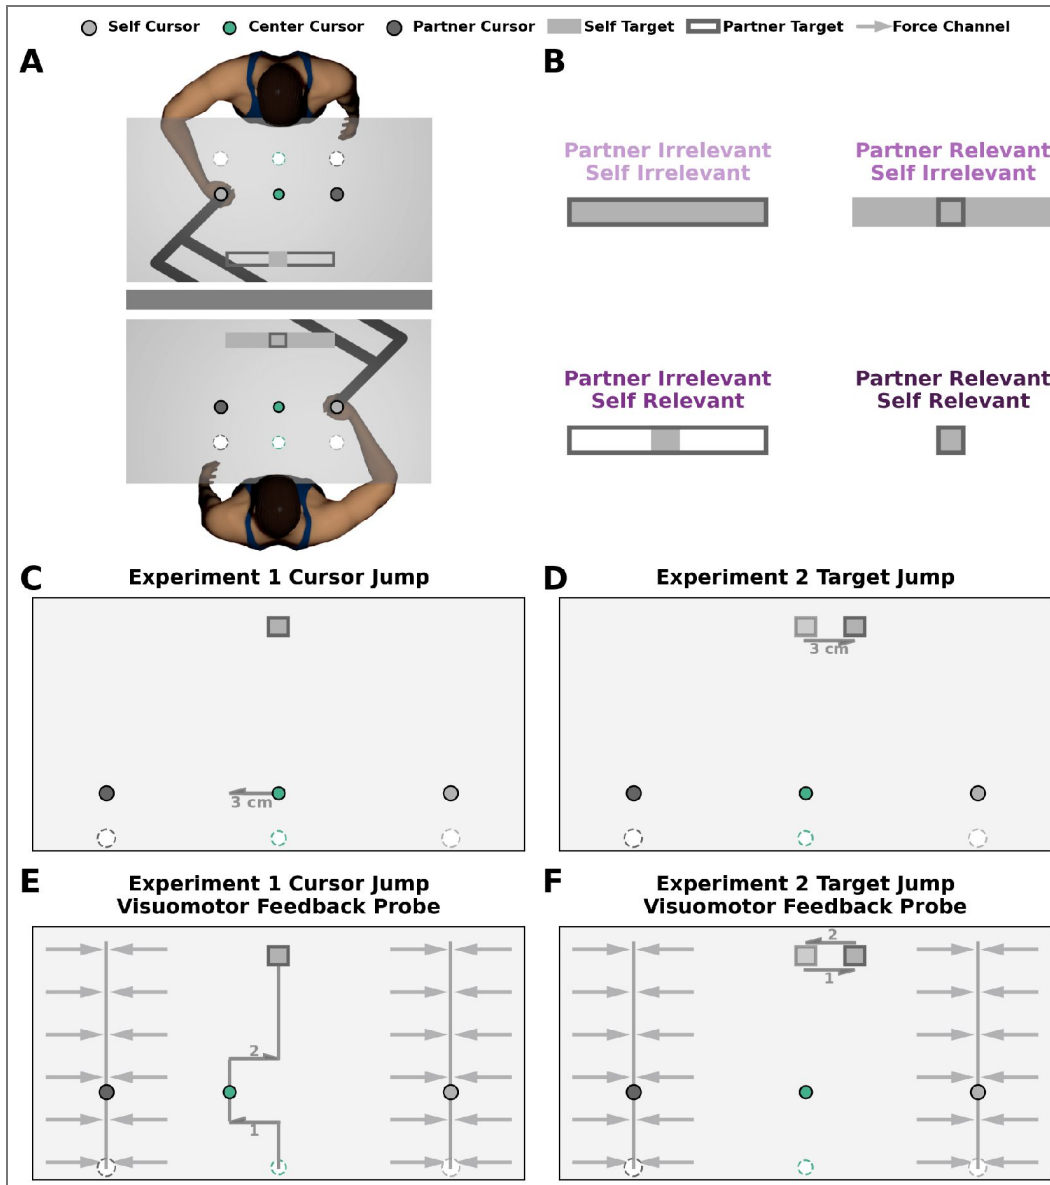 Self Cursor Center Cursor Partner Cursor Self Target Partner Target Force Channel
A
B
Partner Irrelevant
Self Irrelevant
Partner Relevant
Self Irrelevant
Partner Irrelevant
Self Relevant
Partner Relevant
Self Relevant
C Experiment 1 Cursor Jump
3 cm
D Experiment 2 Target Jump
3 cm
E Experiment 1 Cursor Jump
Visuomotor Feedback Probe
2
1
F Experiment 2 Target Jump
Visuomotor Feedback Probe
2
1